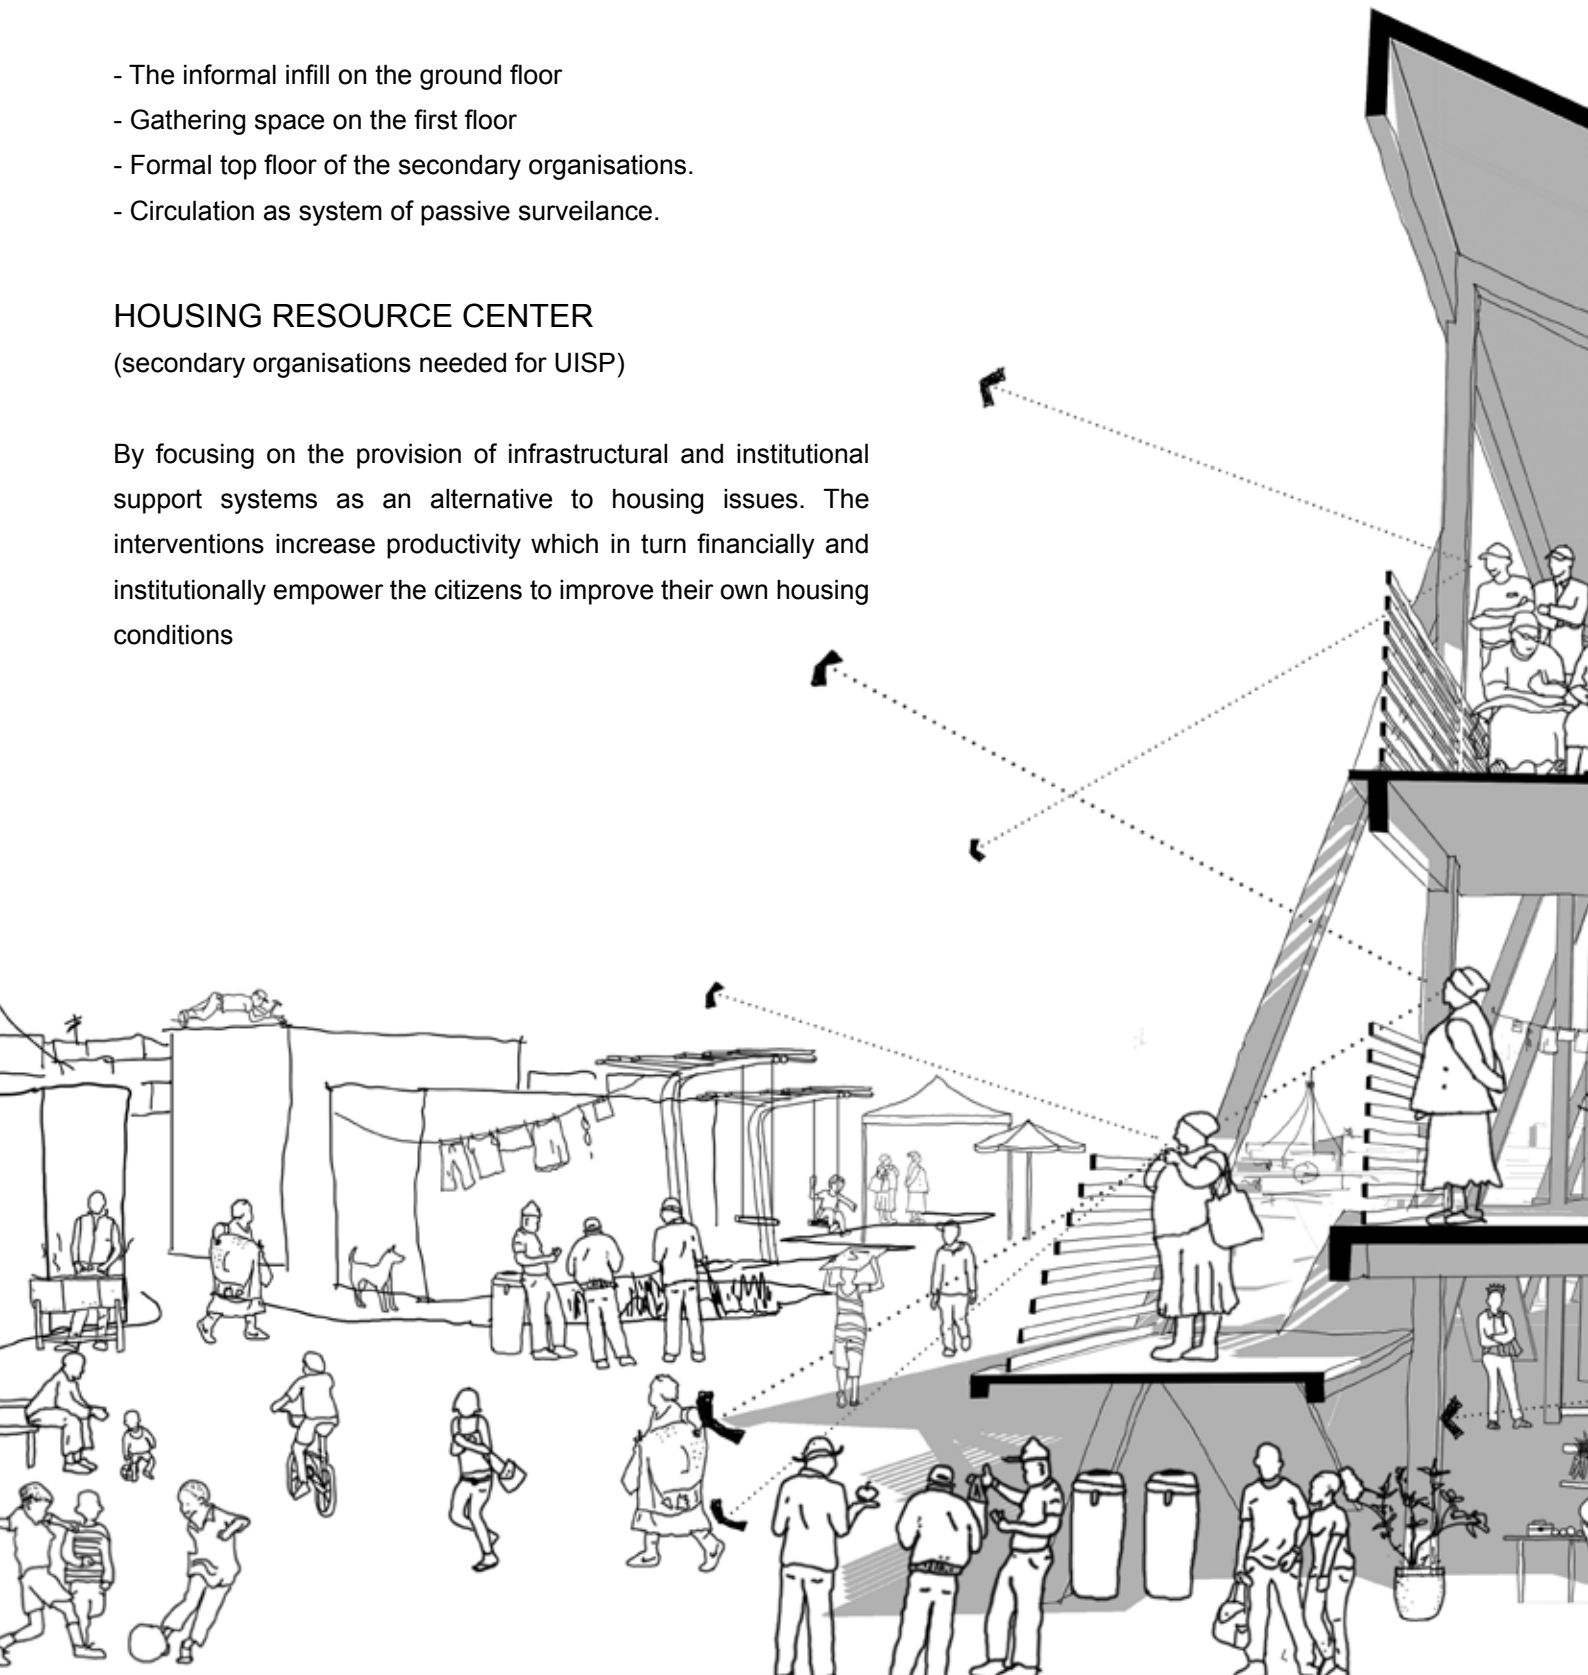 - The informal infill on the ground floor
- Gathering space on the first floor
- Formal top floor of the secondary organisations.
- Circulation as system of passive surveilance.
HOUSING RESOURCE CENTER
(secondary organisations needed for UISP)
By focusing on the provision of infrastructural and institutional
support systems as an alternative to housing issues. The
interventions increase productivity which in turn financially and
institutionally empower the citizens to improve their own housing
conditions